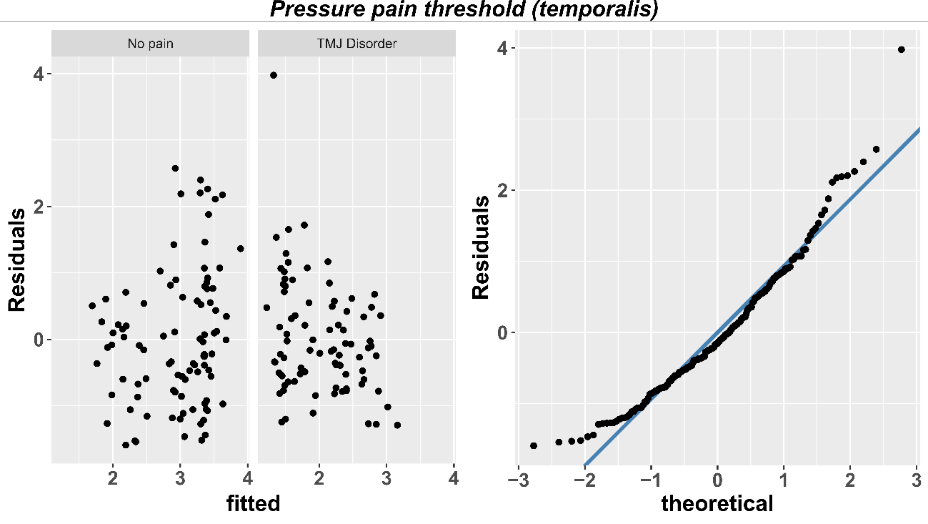 Pressure pain threshold (temporalis)
No pain
TMJ Disorder
4
2
0
Residuals
2 3 4 2 3 4
fitted
4
2
0
Residuals
−3 −2 −1 0 1 2 3
theoretical